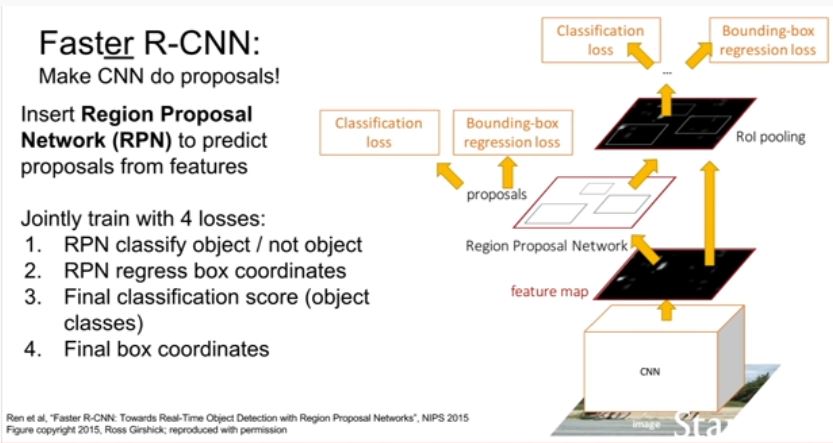 Faster R-CNN:
Make CNN do proposals!
Insert Region Proposal
Network (RPN) to predict
proposals from features
Jointly train with 4 losses:
1. RPN classify object / not object
2. RPN regress box coordinates
3. Final classification score (object
classes)
4. Final box coordinates
Classification
loss
Bounding-box
regression loss
...
RoI pooling
Classification
loss
Bounding-box
regression loss
proposals
Region Proposal Network
feature map
CNN
image
Ren et al, "Faster R-CNN: Towards Real-Time Object Detection with Region Proposal Networks", NIPS 2015
Figure copyright 2015, Ross Girshick; reproduced with permission